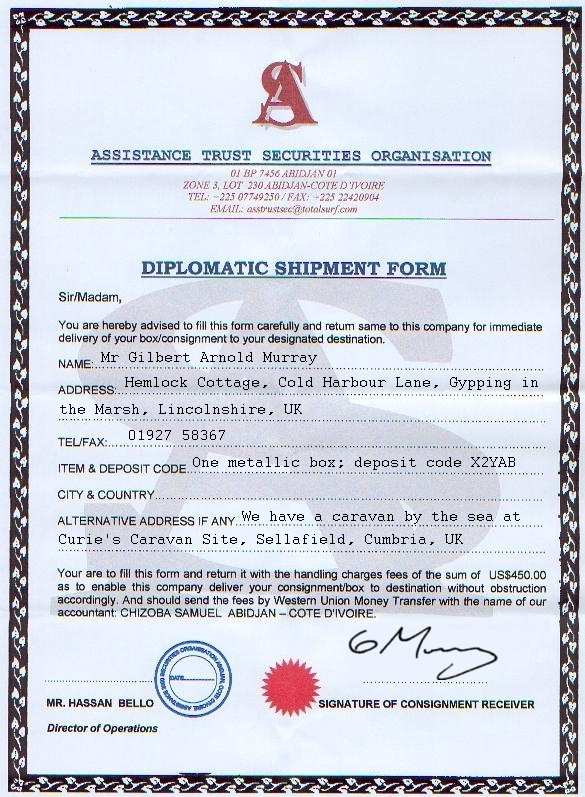 ASSISTANCE TRUST SECURITIES ORGANISATION
01 BP 7456 ABIDJAN 01
ZONE 3, LOT 230 ABIDJAN-COTE D'IVOIRE
TEL: +225 07749250 / FAX: +225 22420904
EMAIL: asstrustsec@totalsurf.com
DIPLOMATIC SHIPMENT FORM
Sir/Madam,
You are hereby advised to fill this form carefully and return same to this company for immediate
delivery of your box/consignment to your designated destination.
NAME: Mr Gilbert Arnold Murray
ADDRESS: Hemlock Cottage, Cold Harbour Lane, Gypping in
the Marsh, Lincolnshire, UK
TEL/FAX: 01927 58367
ITEM & DEPOSIT CODE One metallic box; deposit code X2YAB
CITY & COUNTRY
ALTERNATIVE ADDRESS IF ANY We have a caravan by the sea at
Curie's Caravan Site, Sellafield, Cumbria, UK
Your are to fill this form and return it with the handling charges fees of the sum of US$450.00
as to enable this company deliver your consignment/box to destination without obstruction
accordingly. And should send the fees by Western Union Money Transfer with the name of our
accountant: CHIZOBA SAMUEL ABIDJAN – COTE D'IVOIRE.
G Murray
DATE
MR. HASSAN BELLO
SIGNATURE OF CONSIGNMENT RECEIVER
Director of Operations